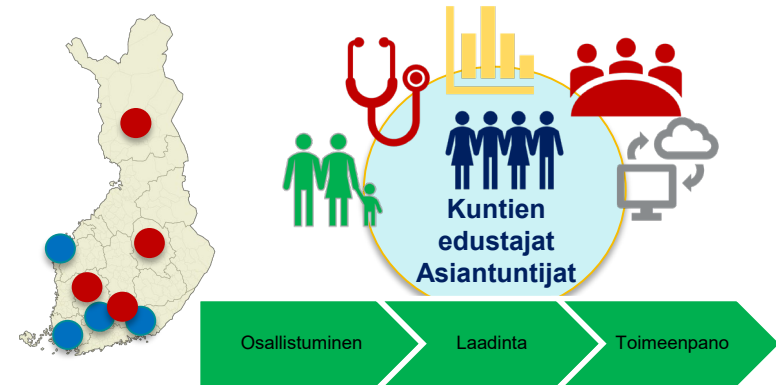 Kuntien
edustajat
Asiantuntijat
Osallistuminen
Laadinta
Toimeenpano